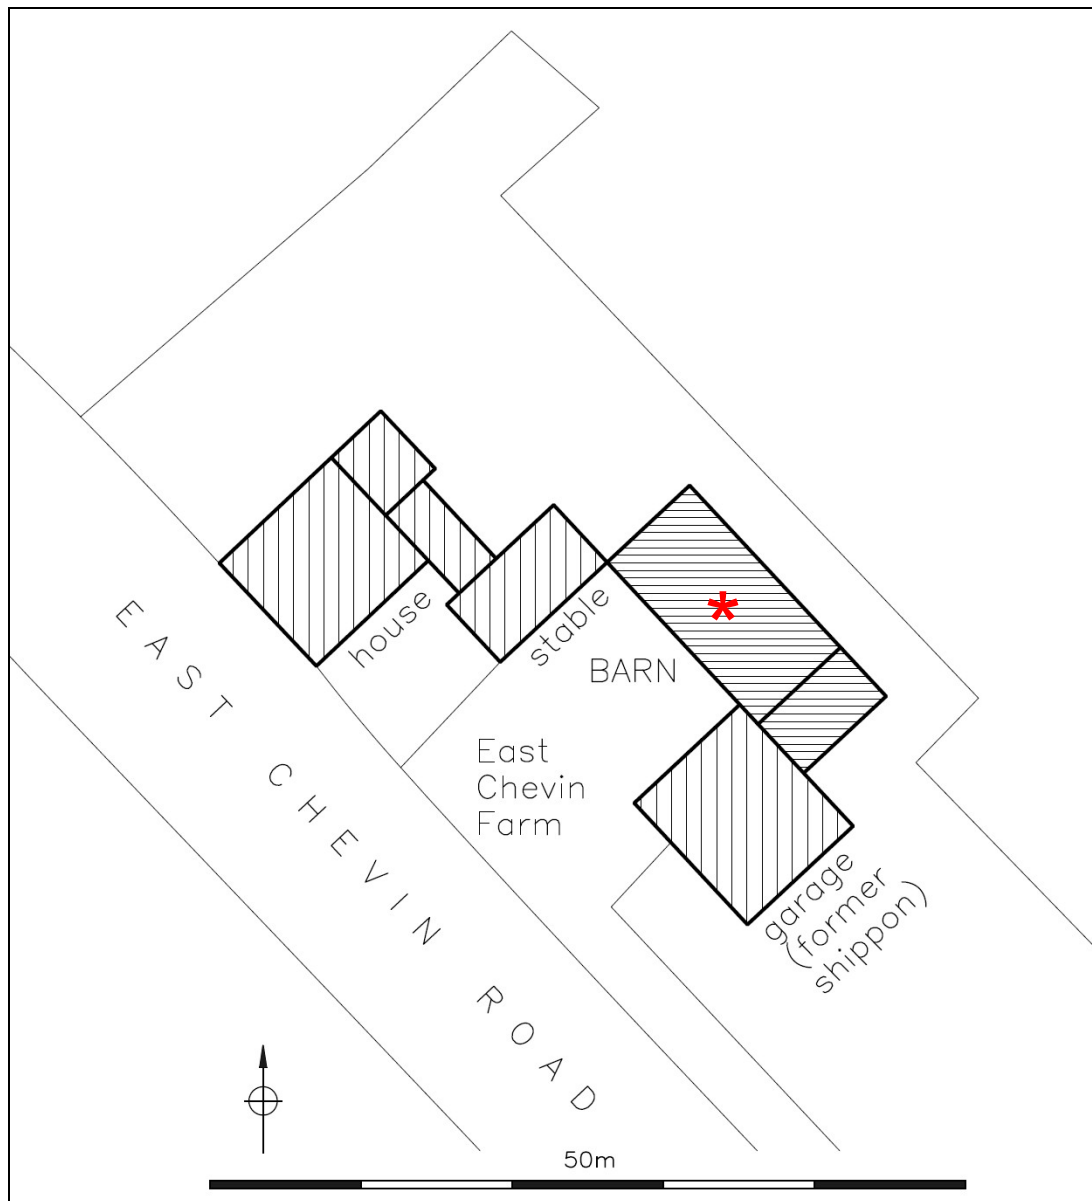 house
stable
BARN
East
Chevin
Farm
garage
(former
shippon)
EAST CHEVIN ROAD
50m